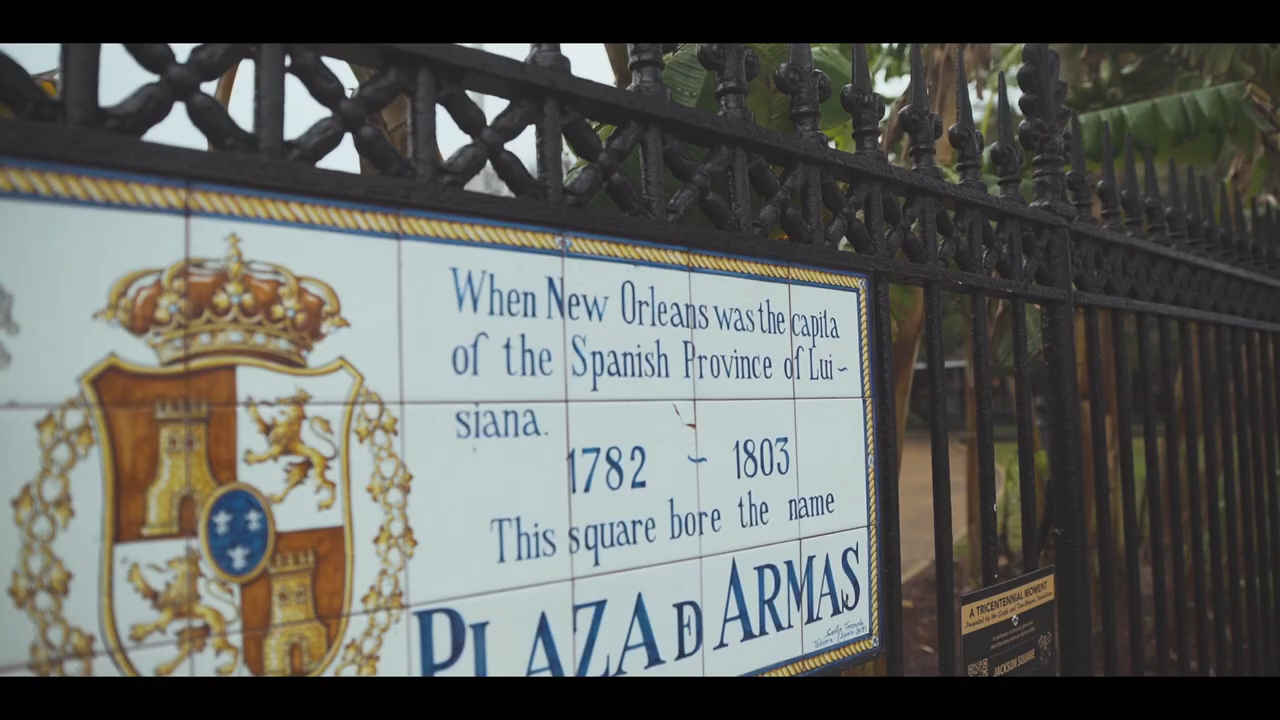 When New Orleans was the capita
of the Spanish Province of Lui~
siana.
1782 ~ 1803
This square bore the name
PLAZA D ARMAS
A TRICENTENNIAL MOMENT
JACKSON SQUARE